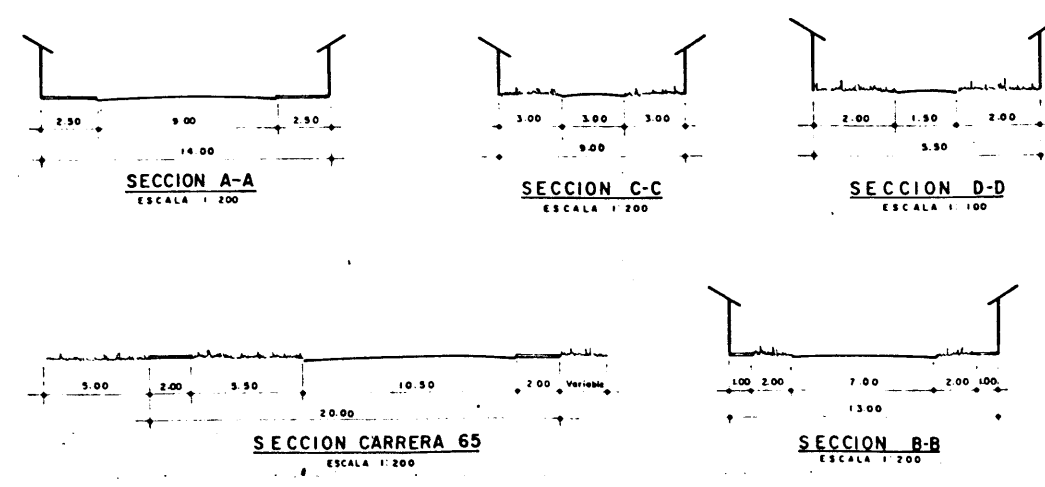 2.50 9.00 2.50
14.00
SECCION A-A
ESCALA 1:200
3.00 3.00 3.00
9.00
SECCION C-C
ESCALA 1:200
2.00 1.50 2.00
5.50
SECCION D-D
ESCALA 1:100
5.00 2.00 5.50 10.50 2.00 Variable
20.00
SECCION CARRERA 65
ESCALA 1:200
1.00 2.00 7.00 2.00 1.00
13.00
SECCION B-B
ESCALA 1:200